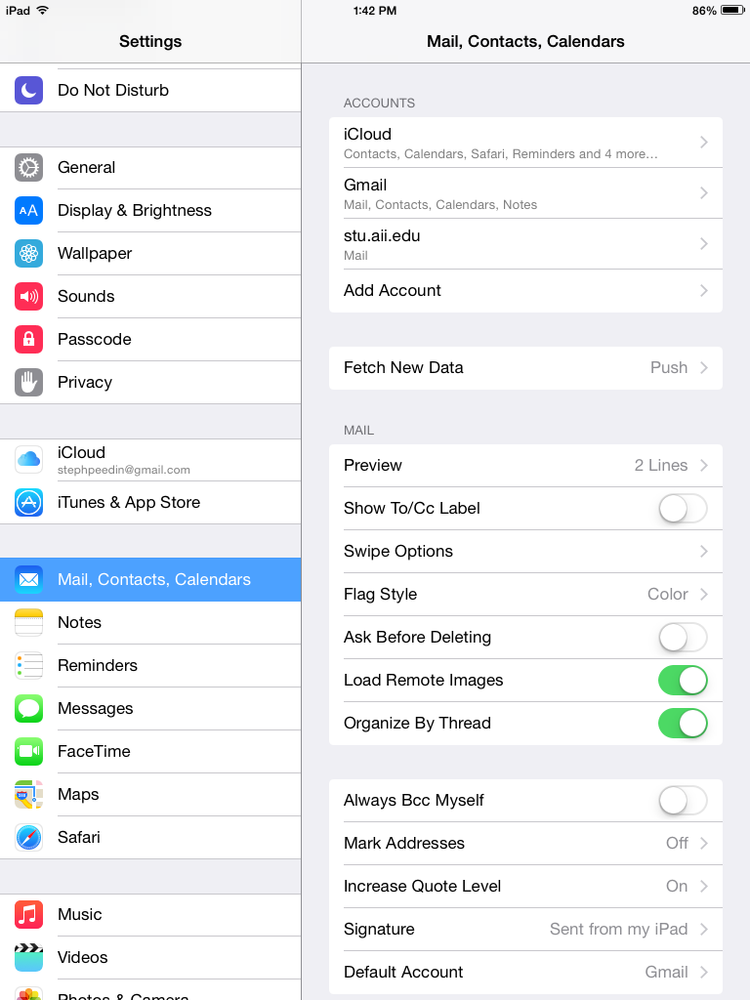 iPad
1:42 PM
86%
Settings
Mail, Contacts, Calendars
Do Not Disturb
General
AA
Display & Brightness
Wallpaper
Sounds
Passcode
Privacy
iCloud
stephpeedin@gmail.com
iTunes & App Store
Mail, Contacts, Calendars
Notes
Reminders
Messages
FaceTime
280
Maps
Safari
Music
Videos
Photos & Camera
ACCOUNTS
iCloud
Contacts, Calendars, Safari, Reminders and 4 more...
Gmail
Mail, Contacts, Calendars, Notes
stu.aii.edu
Mail
Add Account
Fetch New Data Push
MAIL
Preview 2 Lines
Show To/Cc Label
Swipe Options
Flag Style Color
Ask Before Deleting
Load Remote Images
Organize By Thread
Always Bcc Myself
Mark Addresses Off
Increase Quote Level On
Signature Sent from my iPad
Default Account Gmail